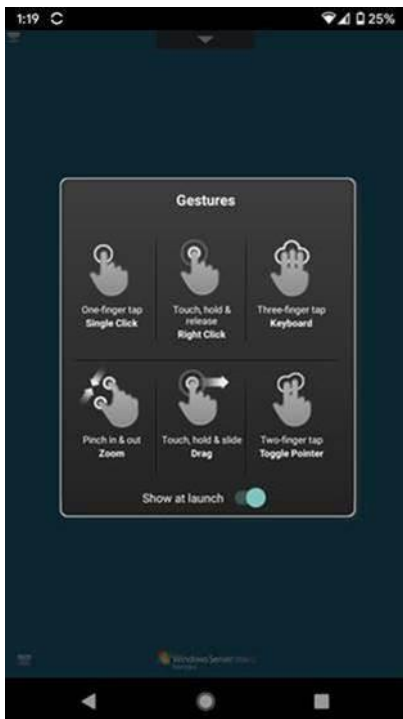 1:19
25%
Gestures
One-finger tap
Single Click
Touch, hold &
release
Right Click
Three-finger tap
Keyboard
Pinch in & out
Zoom
Touch, hold & slide
Drag
Two-finger tap
Toggle Pointer
Show at launch
Windows Server